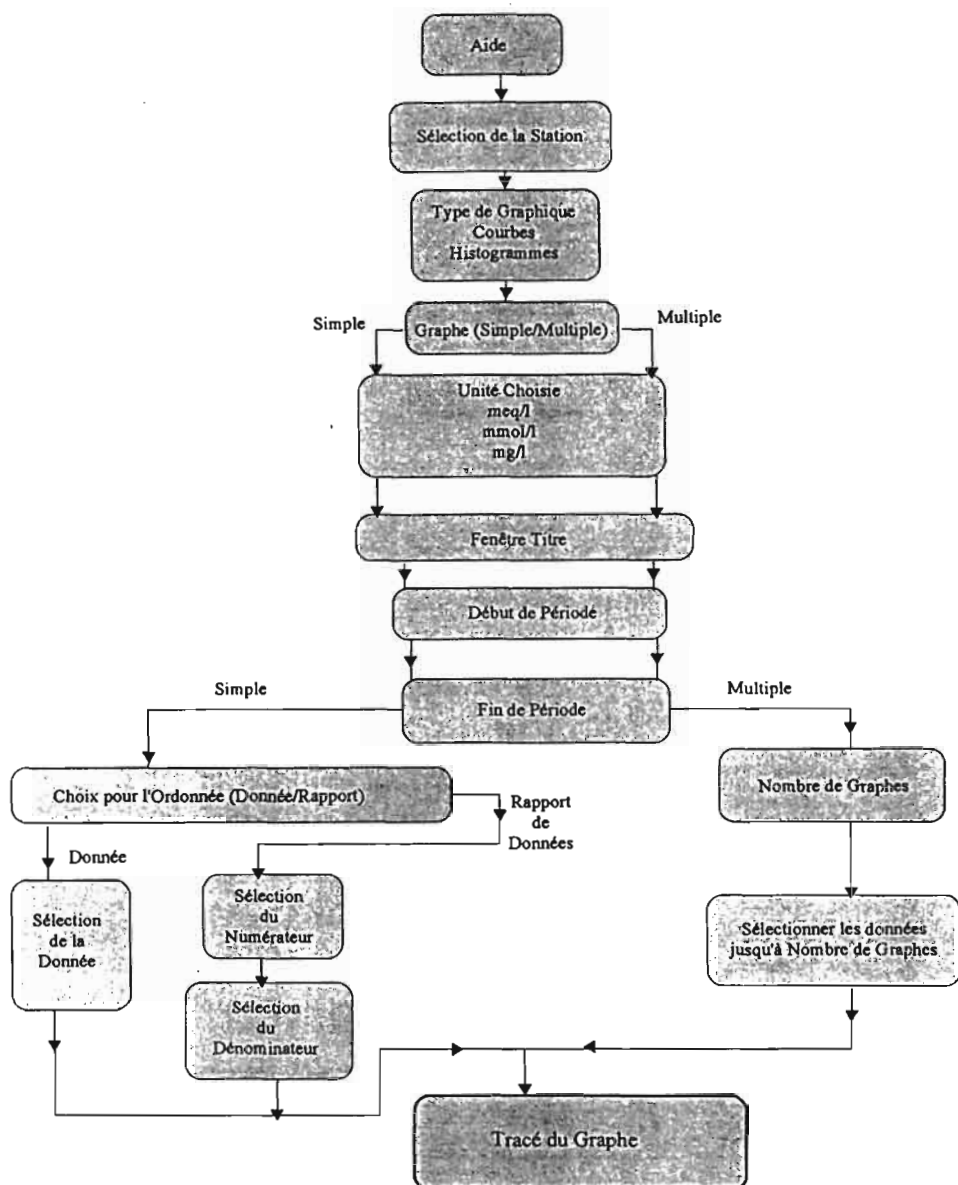 Aide
Sélection de la Station
Type de Graphique
Courbes
Histogrammes
Simple
Graphe (Simple/Multiple)
Multiple
Unité Choisie
meq/l
mmol/l
mg/l
Fenêtre Titre
Début de Période
Fin de Période
Simple
Multiple
Choix pour l'Ordonnée (Donnée/Rapport)
Rapport
de
Données
Nombre de Graphes
Donnée
Sélection
de la
Donnée
Sélection
du
Numérateur
Sélectionner les données
jusqu'à Nombre de Graphes
Sélection
du
Dénominateur
Tracé du Graphe